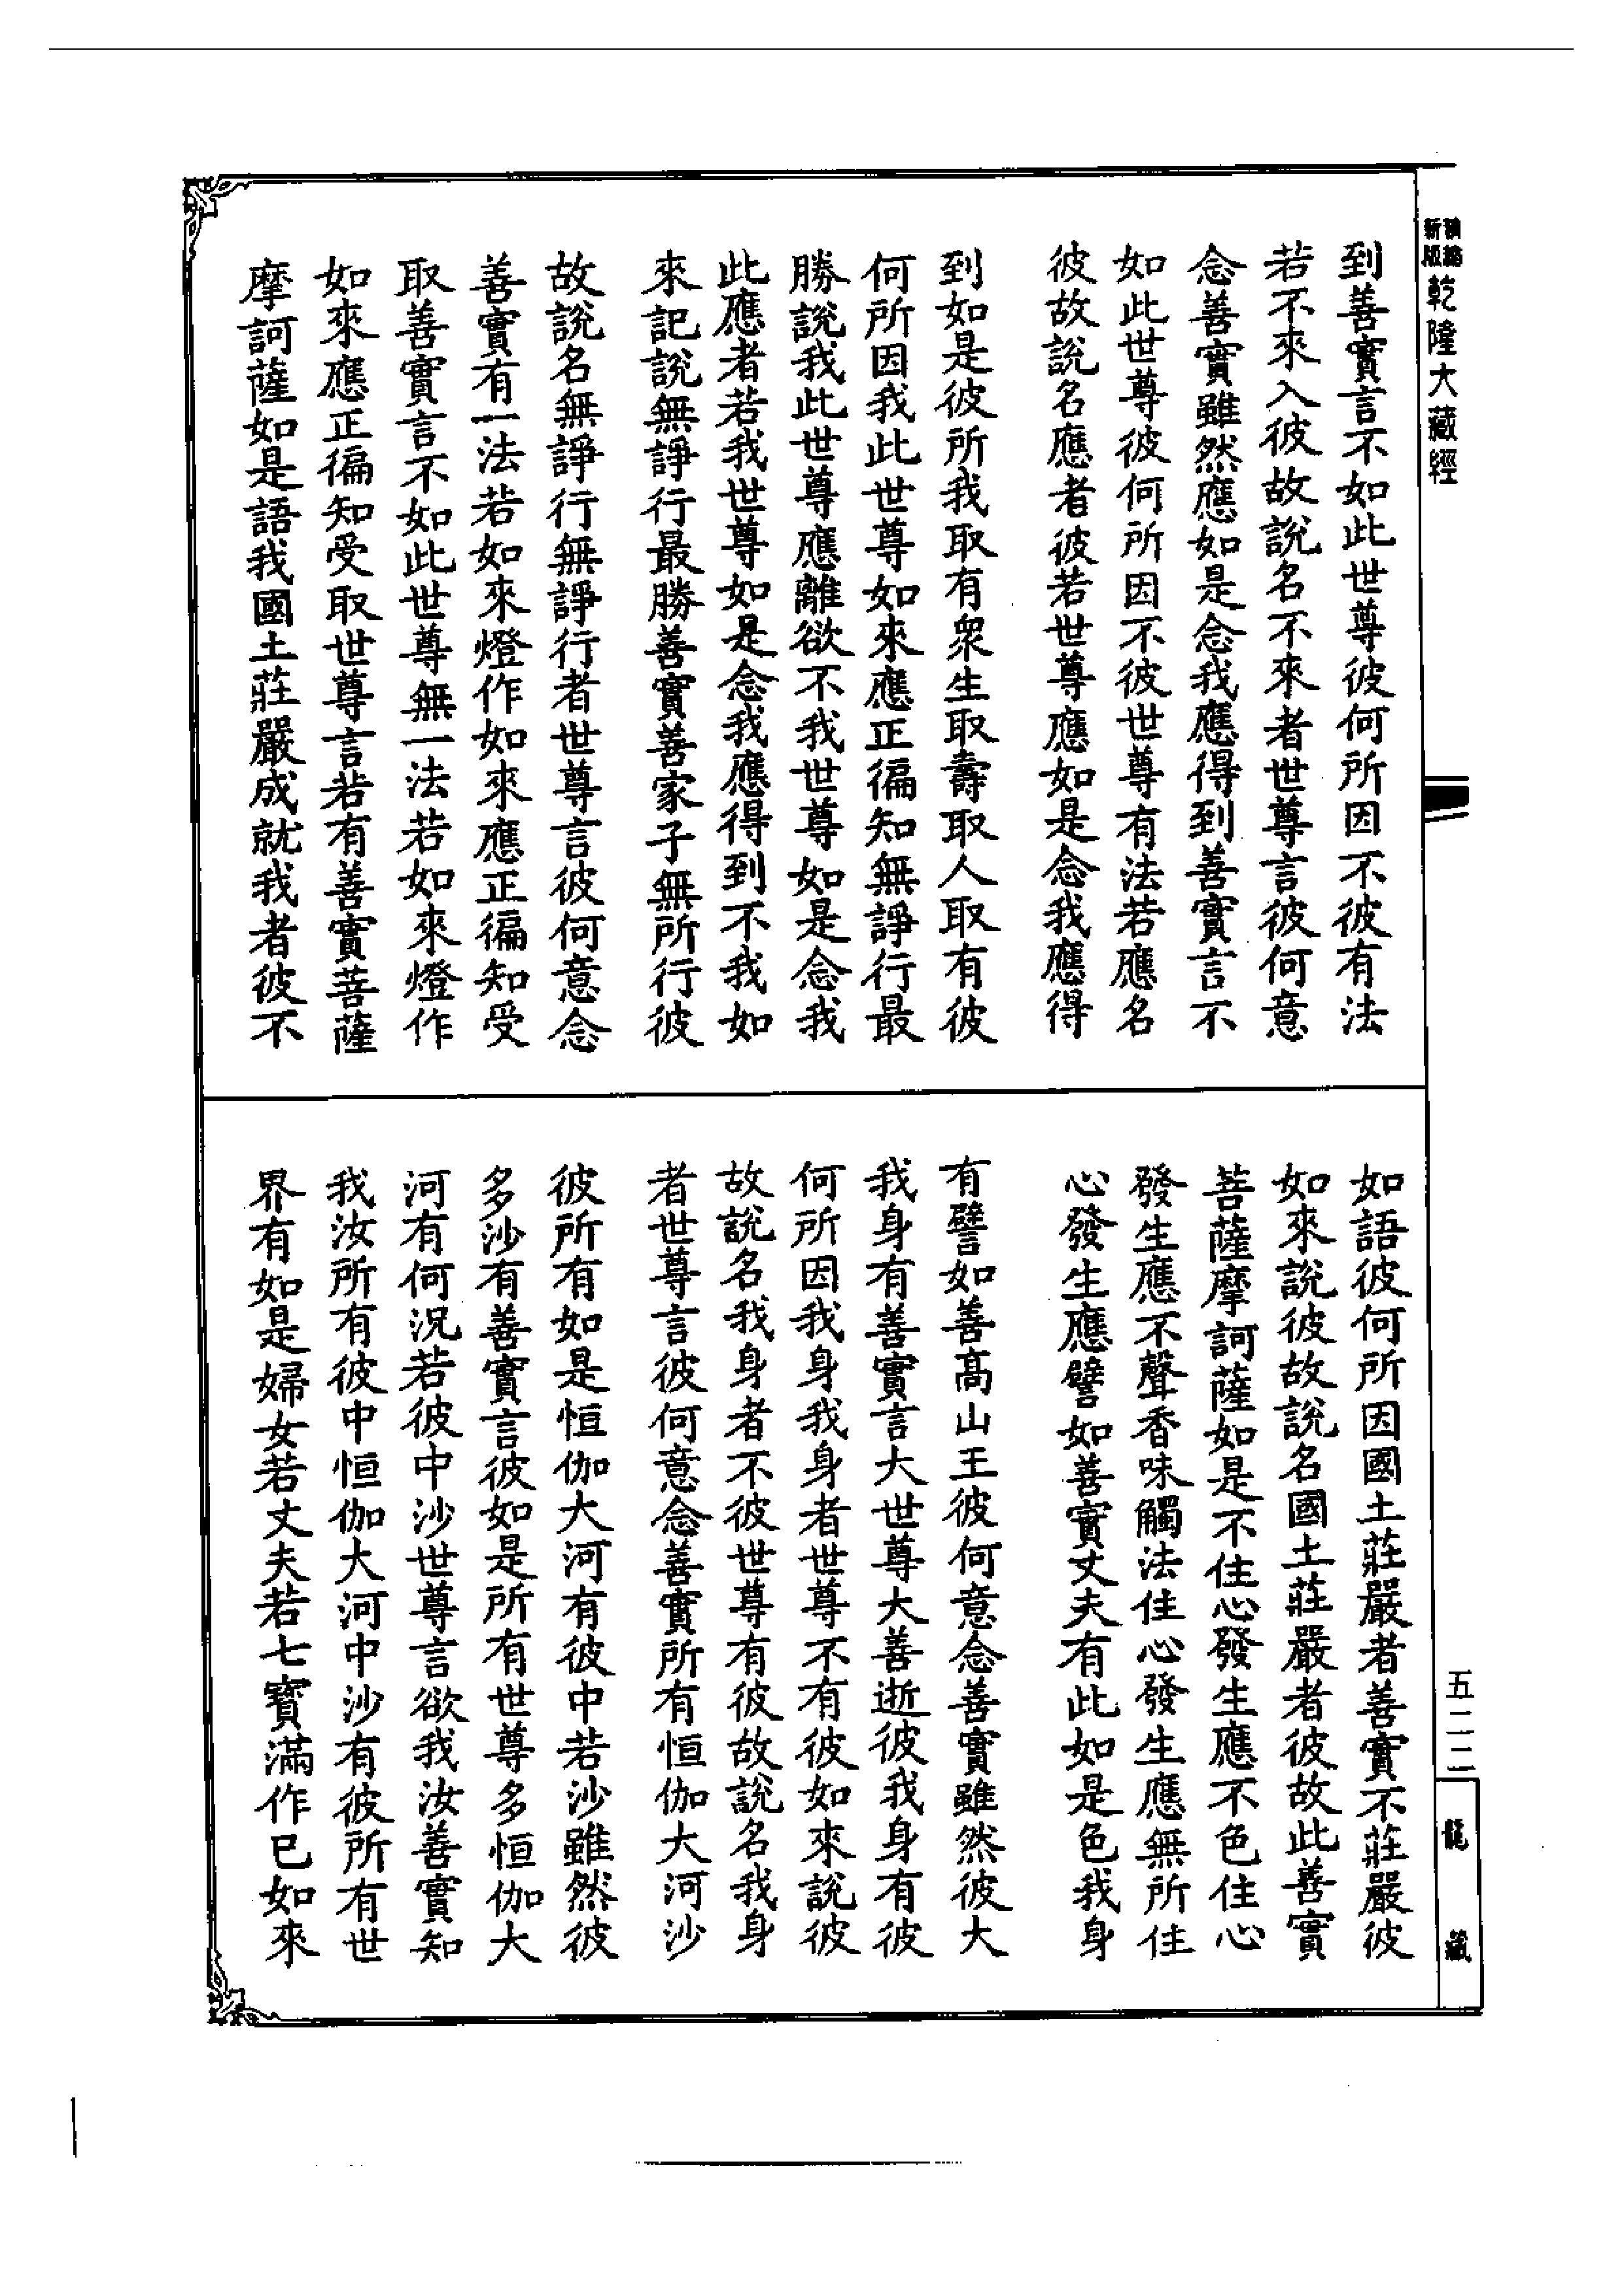 新編
縮版
乾隆大藏經
到善實言不如此世尊彼何所因不彼有法
若不來入彼故說名不來者世尊言彼何意
念善實雖然應如是念我應得到善實言不
如此世尊彼何所因不彼世尊有法若應名
彼故說名應者彼若世尊應如是念我應得
到如是彼所我取有眾生取壽取人取有彼
何所因我此世尊如來應正徧知無諍行最
勝說我此世尊應離欲不我世尊如是念我
此應者若我世尊如是念我應得到不我如
來記說無諍行最勝善實善家子無所行彼
故說名無諍行無諍行者世尊言彼何意念
善實有一法若如來燈作如來應正徧知受
取善實言不如此世尊無一法若如來燈作
如來應正徧知受取世尊言若有善實菩薩
摩訶薩如是語我國土莊嚴成就我者彼不
如語彼何所因國土莊嚴者善實不莊嚴彼
如來說彼故說名國土莊嚴者彼故此善實
菩薩摩訶薩如是不住心發生應不色住心
發生應不聲香味觸法住心發生應無所住
心發生應譬如善實丈夫有此如是色我身
有譬如善高山王彼何意念善實雖然彼大
我身有善實言大世尊大善逝彼我身有彼
何所因我身我身者世尊不有彼如來說彼
故說名我身者不彼世尊有彼故說名我身
者世尊言彼何意念善實所有恒伽大河沙
彼所有如是恒伽大河有彼中若沙雖然彼
多沙有善實言彼如是所有世尊多恒伽大
河有何況若彼中沙世尊言欲我汝善實知
我汝所有彼中恒伽大河中沙有彼所有世
界有如是婦女若丈夫若七寶滿作已如來
五二二
龍藏